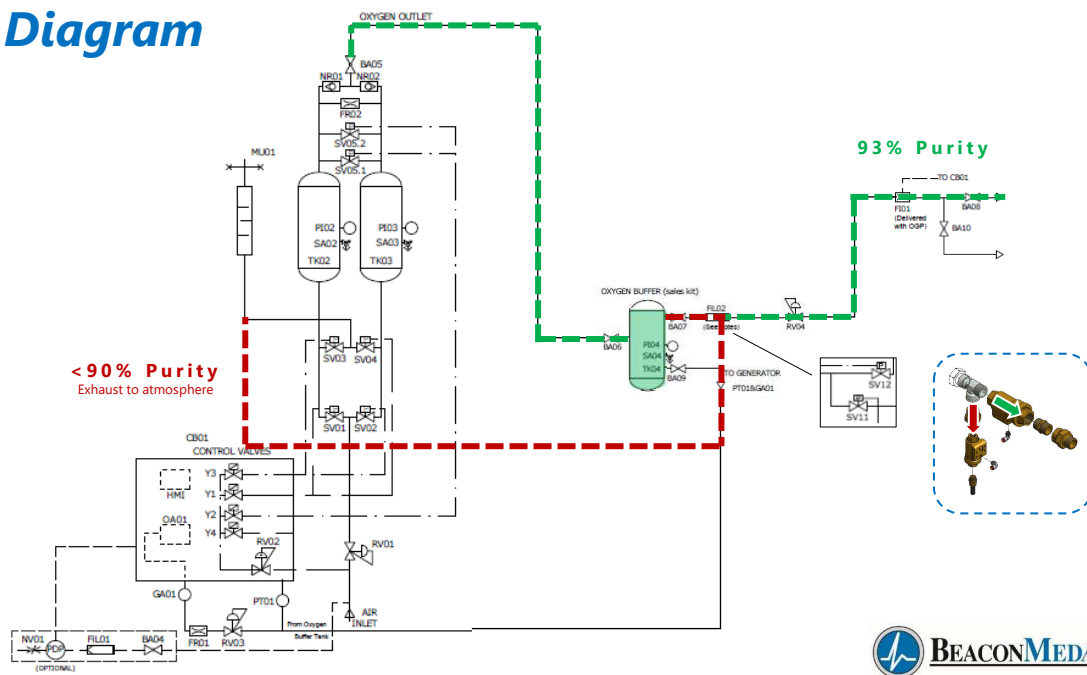 Diagram
OXYGEN OUTLET
BA05
NR01 NR02
FR02
SV05.2
SV05.1
MU01
PI02
SA02
TK02
PI03
SA03
TK03
93% Purity
TO CB01
FI01
(Delivered
with OGP)
BA08
BA10
OXYGEN BUFFER (sales kit)
FIL02
BA07
(See notes)
RV04
BA06
PI04
SA04
TK04
BA09
TO GENERATOR
PT01&GA01
SV12
SV11
<90% Purity
Exhaust to atmosphere
SV03 SV04
SV01 SV02
CB01
CONTROL VALVES
HMI
OA01
Y3
Y1
Y2
Y4
RV02
RV01
GA01
PT01
AIR
INLET
From Oxygen
Buffer Tank
FR01
RV03
NV01
PDP
FIL01
BA04
(OPTIONAL)
BEACONMEDA